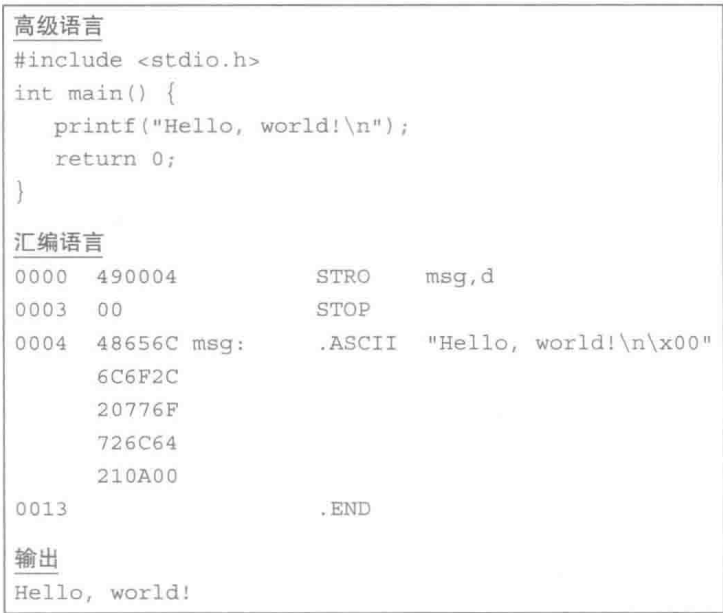 高级语言
#include <stdio.h>
int main() {
   printf("Hello, world!\n");
   return 0;
}
汇编语言
0000  490004             STRO    msg,d
0003  00                 STOP
0004  48656C msg:        .ASCII  "Hello, world!\n\x00"
      6C6F2C
      20776F
      726C64
      210A00
0013                     .END
输出
Hello, world!